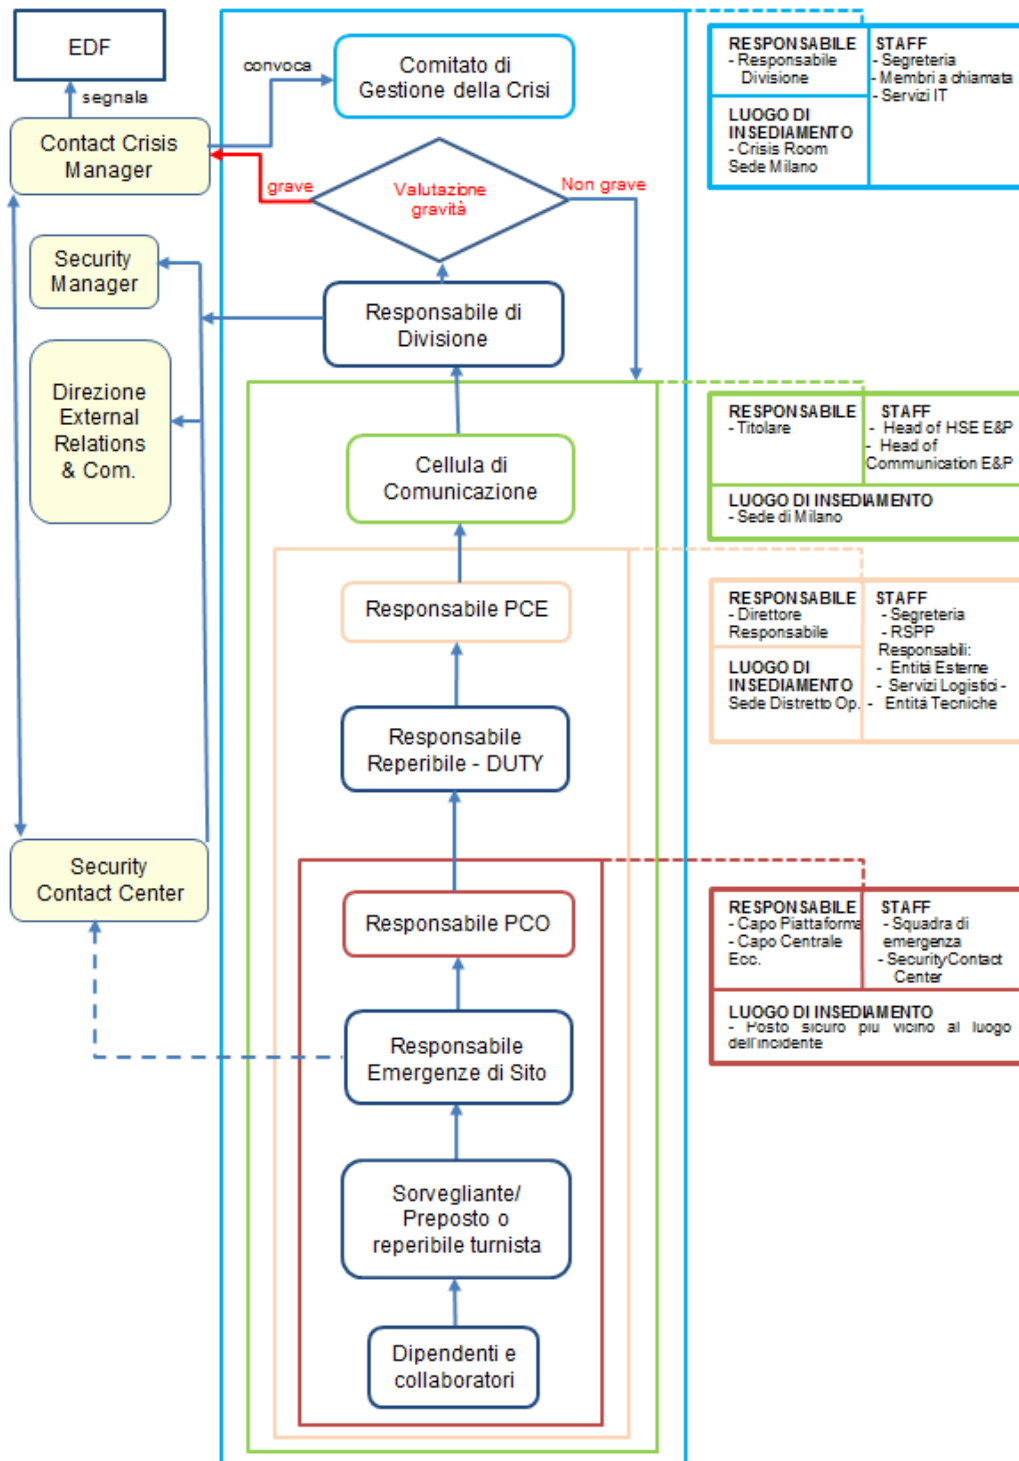 EDF
segnala
Contact Crisis
Manager
convoca
Comitato di
Gestione della Crisi
grave
Valutazione
gravità
Non grave
Security
Manager
Responsabile di
Divisione
Direzione
External
Relations
& Com.
Cellula di
Comunicazione
Responsabile PCE
Responsabile
Reperibile - DUTY
Security
Contact Center
Responsabile PCO
Responsabile
Emergenze di Sito
Sorvegliante/
Preposto o
reperibile turnista
Dipendenti e
collaboratori
RESPONSABILE
- Responsabile
Divisione
STAFF
- Segreteria
- Membri a chiamata
- Servizi IT
LUOGO DI
INSEDIAMENTO
- Crisis Room
Sede Milano
RESPONSABILE
- Titolare
STAFF
- Head of HSE E&P
- Head of
Communication E&P
LUOGO DI INSEDIAMENTO
- Sede di Milano
RESPONSABILE
- Direttore
Responsabile
STAFF
- Segreteria
- RSPP
Responsabili:
- Entità Esterne
- Servizi Logistici -
- Entità Tecniche
LUOGO DI
INSEDIAMENTO
Sede Distretto Op.
RESPONSABILE
- Capo Piattaforma
- Capo Centrale
Ecc.
STAFF
- Squadra di
emergenza
- Security Contact
Center
LUOGO DI INSEDIAMENTO
- Posto sicuro più vicino al luogo
dell'incidente